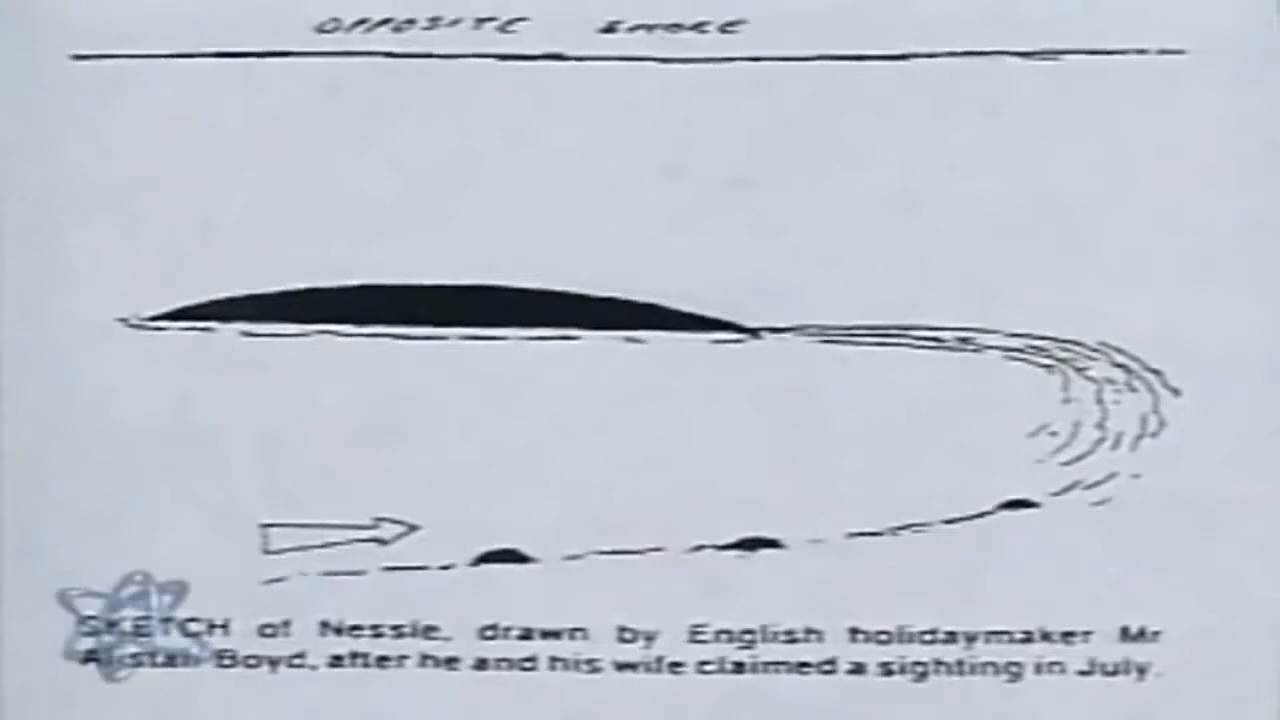 OPPOSITE SHORE
SKETCH of Nessie, drawn by English holidaymaker Mr
Alistair Boyd, after he and his wife claimed a sighting in July.